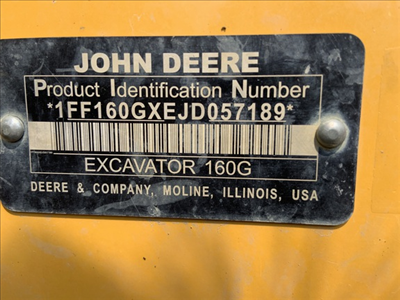 JOHN DEERE
Product Identification Number
*1FF160GXEJD057189*
EXCAVATOR 160G
DEERE & COMPANY, MOLINE, ILLINOIS, USA